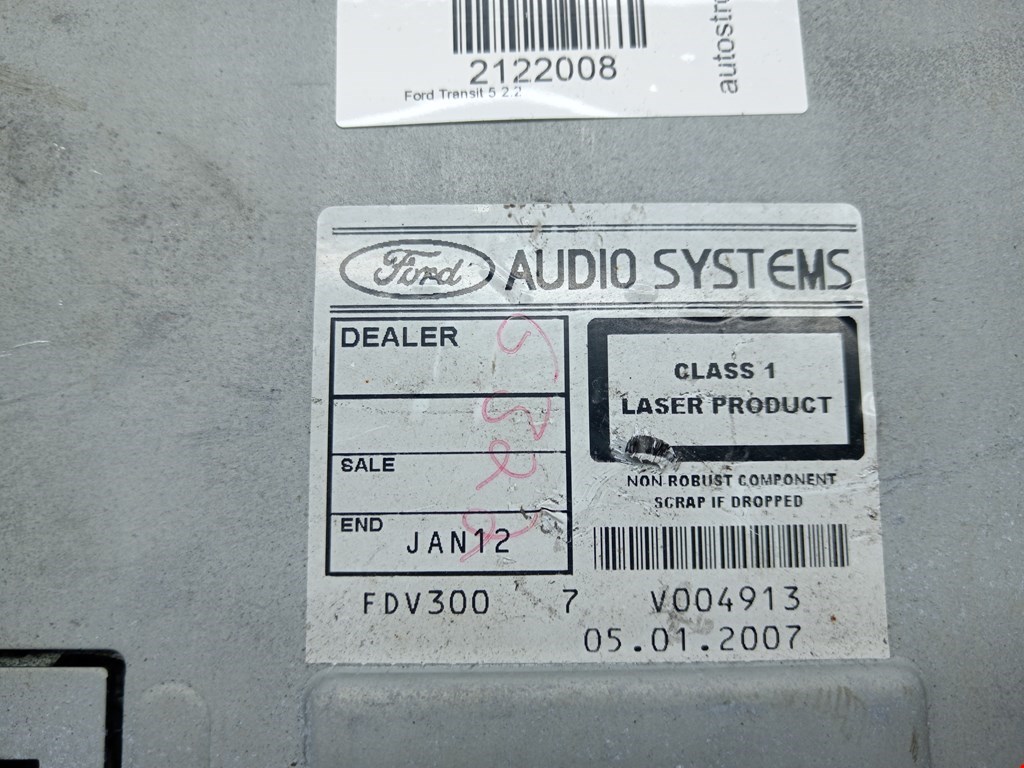 2122008
Ford Transit 5 2.2
Ford AUDIO SYSTEMS
DEALER
SALE
END
JAN12
CLASS 1
LASER PRODUCT
NON ROBUST COMPONENT
SCRAP IF DROPPED
FDV300 7 V004913
05.01.2007